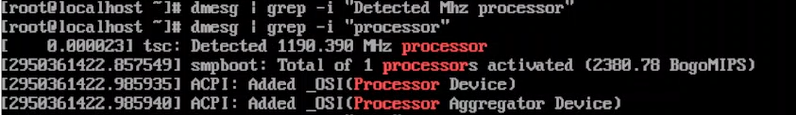 [root@localhost ~]# dmesg | grep -i "Detected Mhz processor"
[root@localhost ~]# dmesg | grep -i "processor"
[    0.000023] tsc: Detected 1190.390 MHz processor
[2950361422.857549] smpboot: Total of 1 processors activated (2380.78 BogoMIPS)
[2950361422.985935] ACPI: Added _OSI(Processor Device)
[2950361422.985940] ACPI: Added _OSI(Processor Aggregator Device)